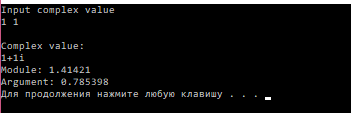 Input complex value
1 1
Complex value:
1+1i
Module: 1.41421
Argument: 0.785398
Для продолжения нажмите любую клавишу . . .